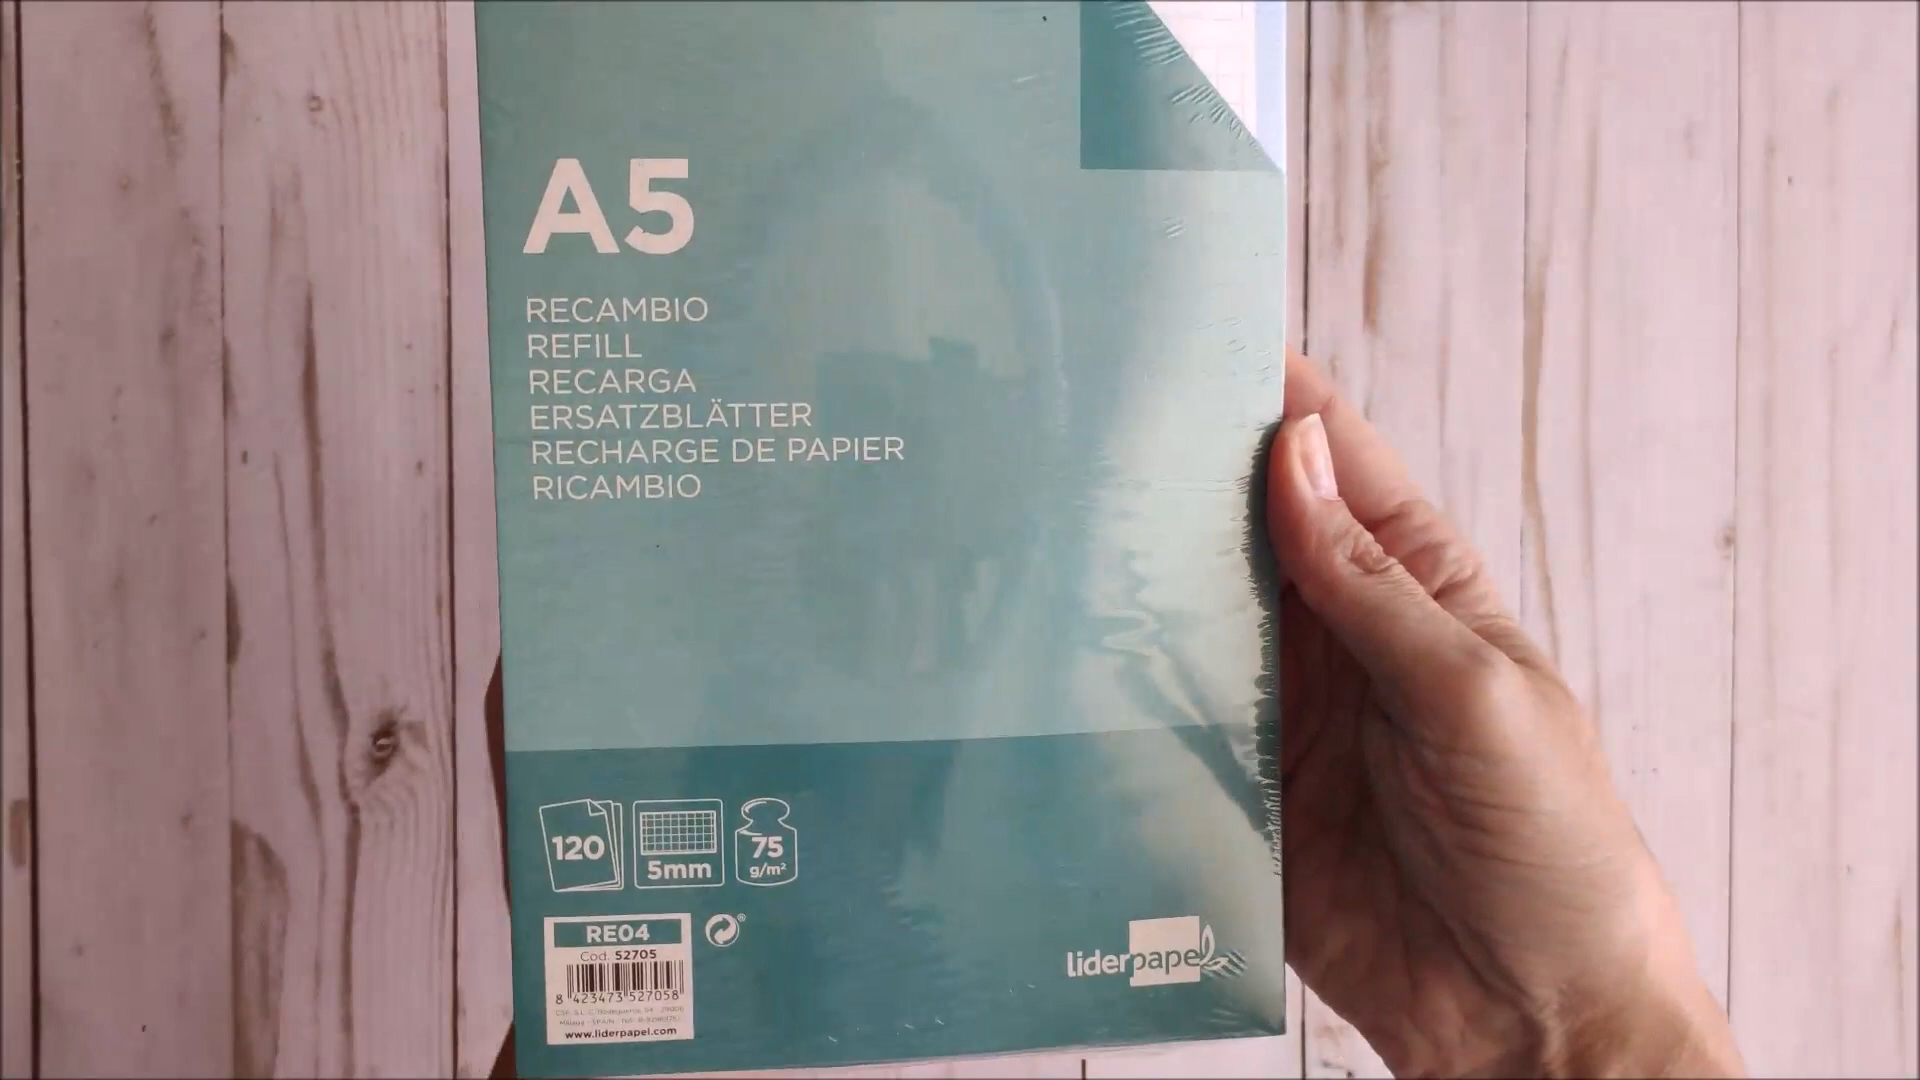 A5
RECAMBIO
REFILL
RECARGA
ERSATZBLÄTTER
RECHARGE DE PAPIER
RICAMBIO
120
5mm
75
g/m²
RE04
Cod. 52705
8 423473 527058
www.liderpapel.com
liderpapel